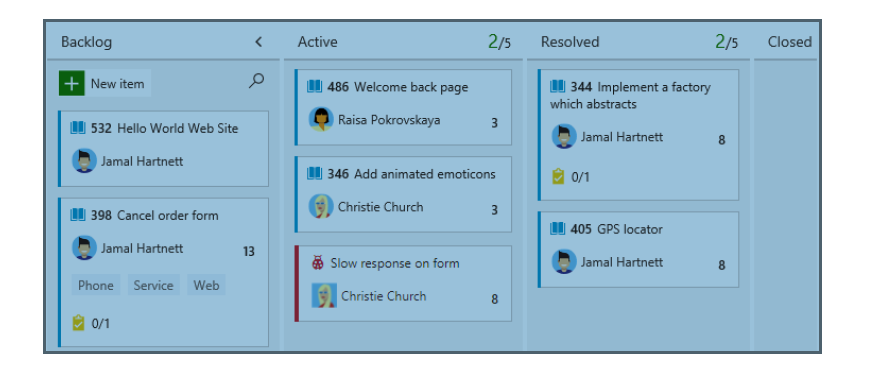 Backlog
New item
532 Hello World Web Site
Jamal Hartnett
398 Cancel order form
Jamal Hartnett 13
Phone Service Web
0/1
Active 2/5
486 Welcome back page
Raisa Pokrovskaya 3
346 Add animated emoticons
Christie Church 3
Slow response on form
Christie Church 8
Resolved 2/5
344 Implement a factory
which abstracts
Jamal Hartnett 8
0/1
405 GPS locator
Jamal Hartnett 8
Closed